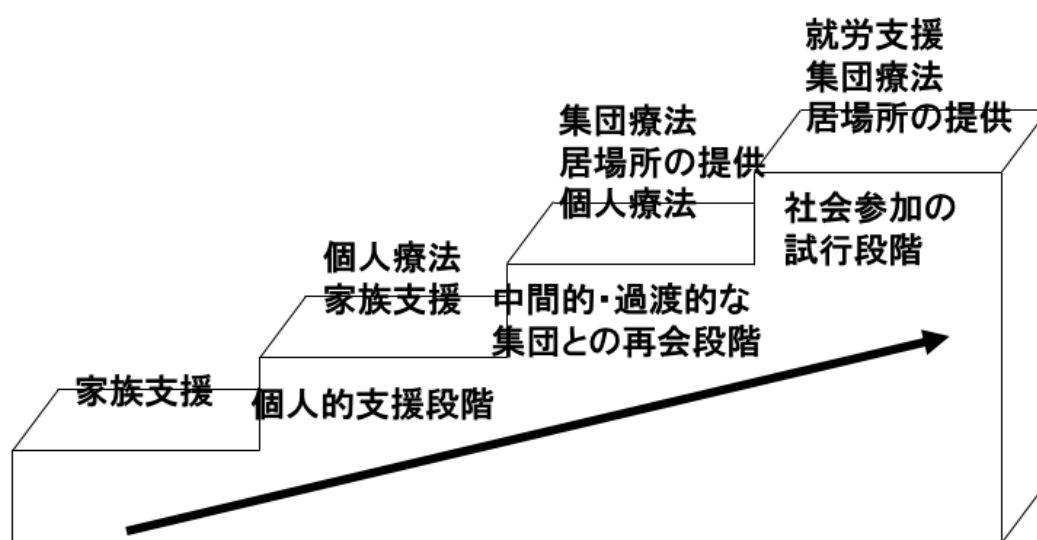 家族支援
個人療法
家族支援
個人的支援段階
集団療法
居場所の提供
個人療法
中間的・過渡的な
集団との再会段階
就労支援
集団療法
居場所の提供
社会参加の
試行段階